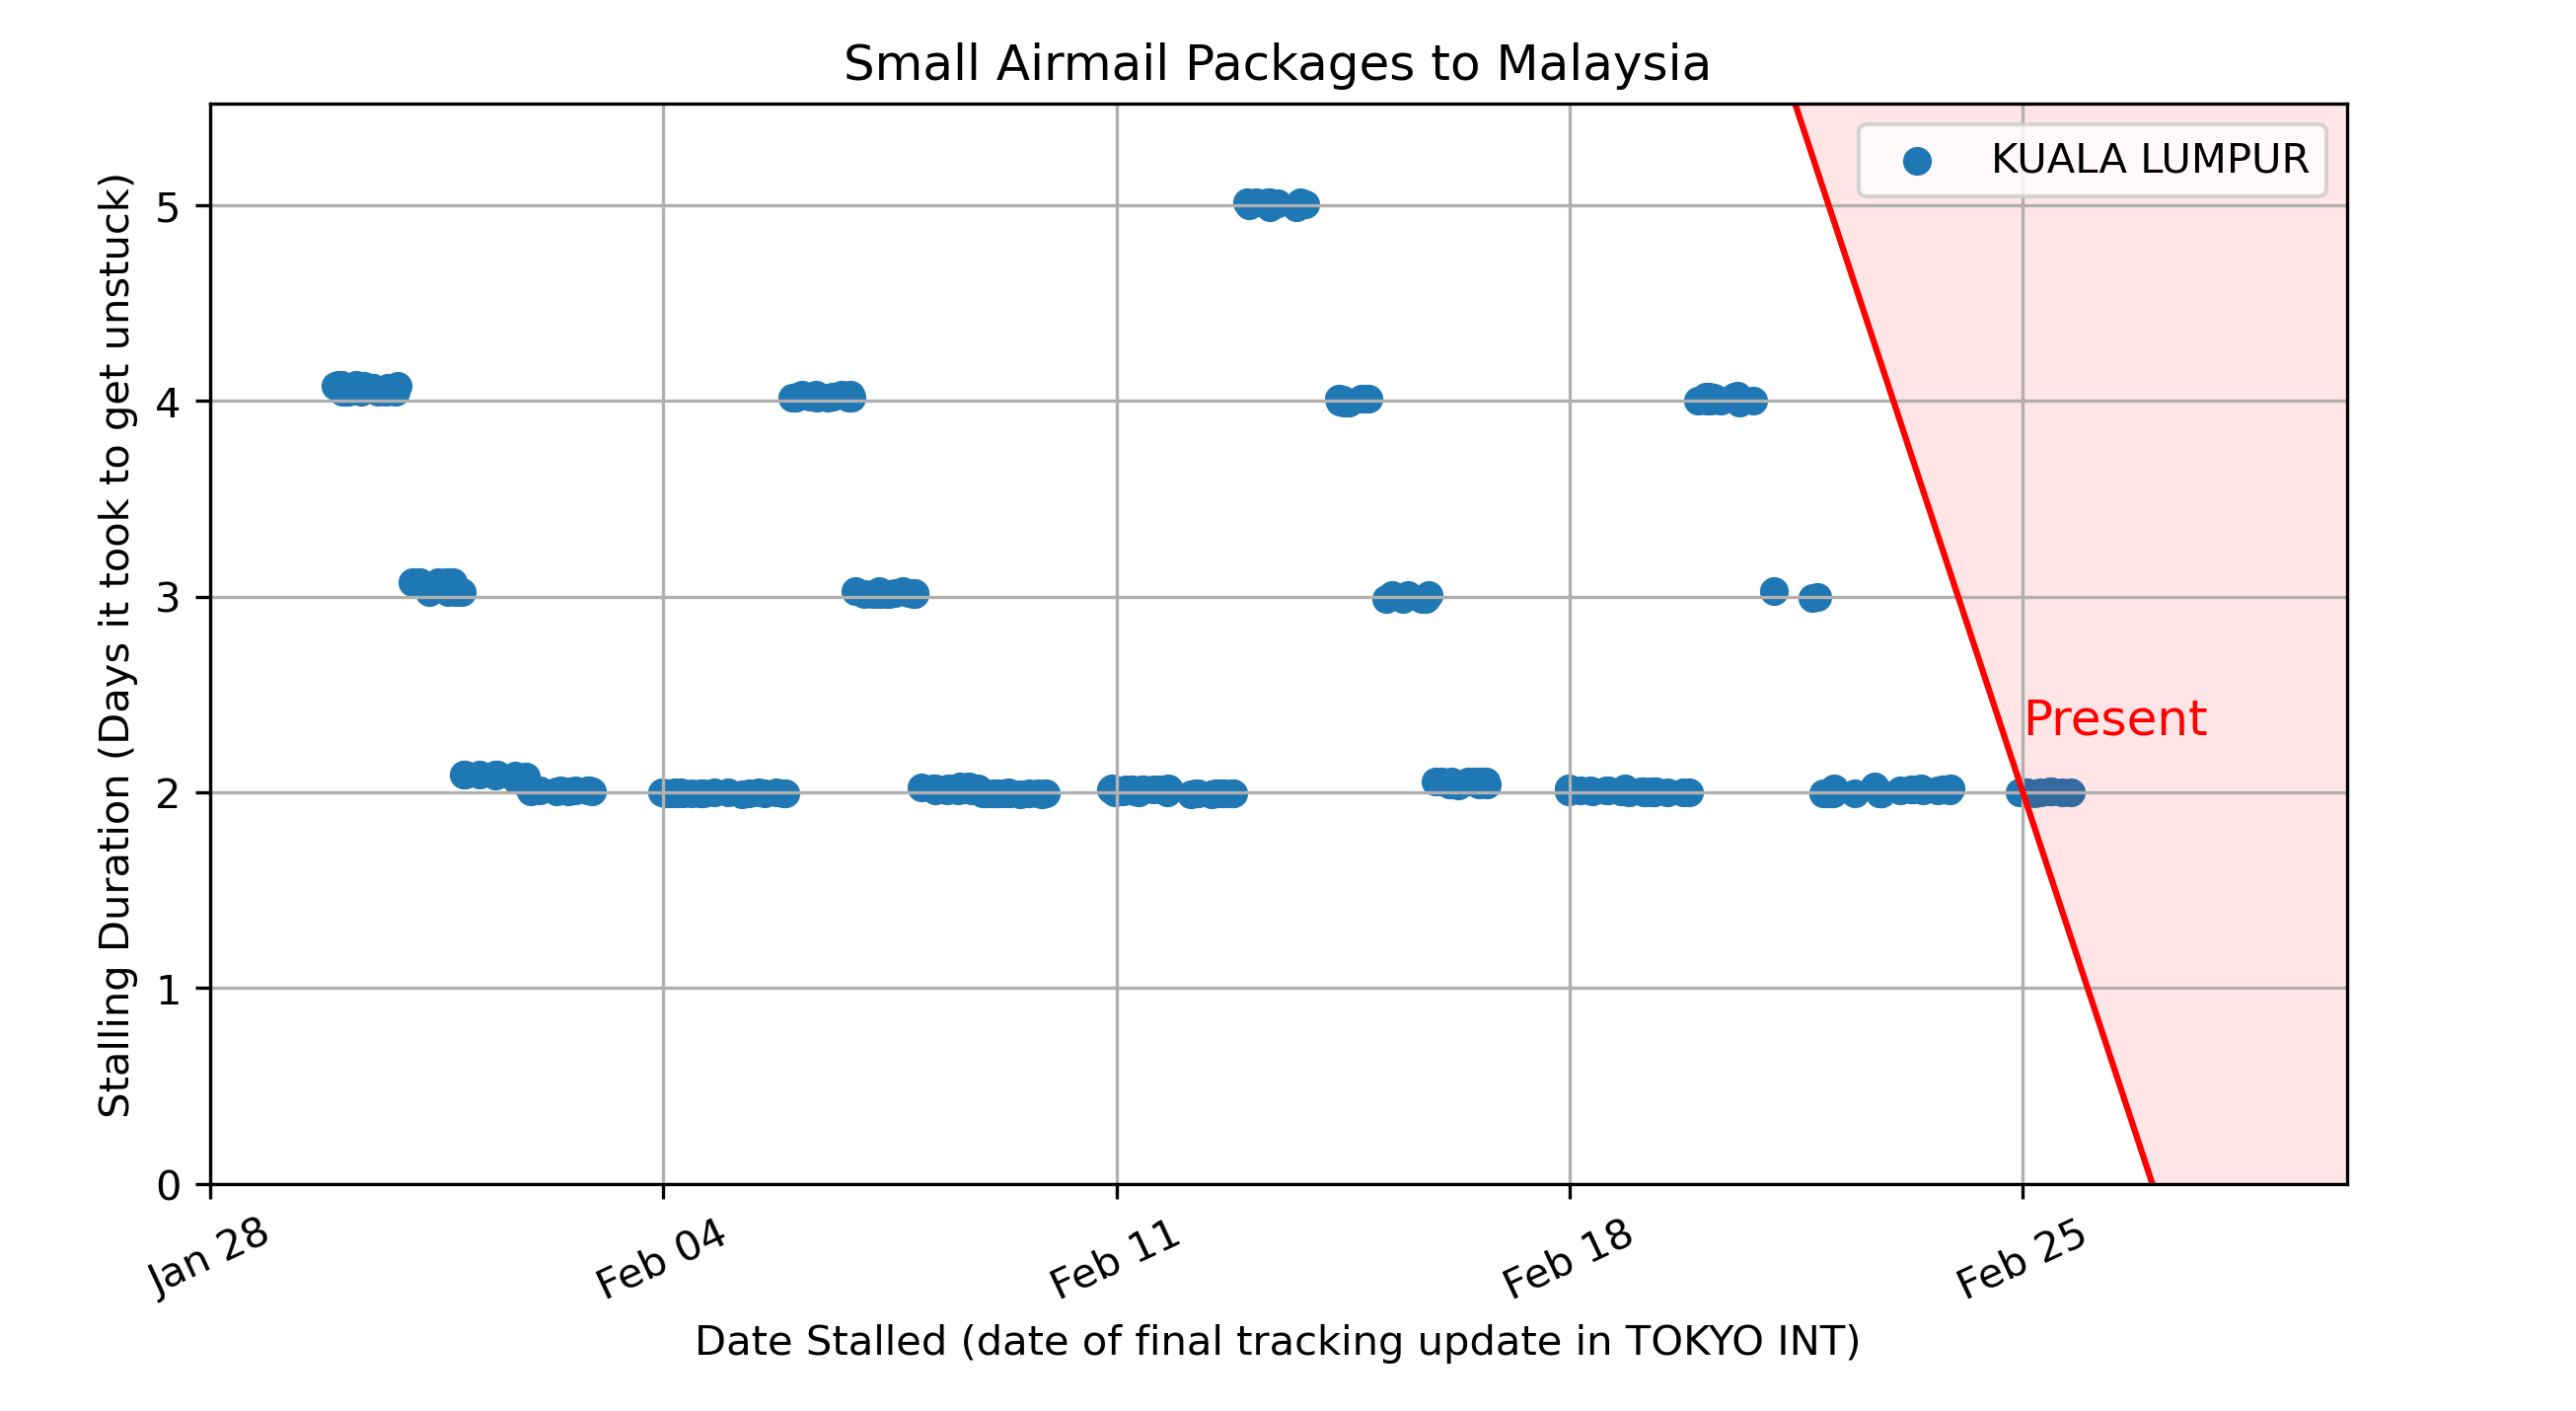 Small Airmail Packages to Malaysia
KUALA LUMPUR
Stalling Duration (Days it took to get unstuck)
5
4
3
2
1
0
Present
Jan 28
Feb 04
Feb 11
Feb 18
Feb 25
Date Stalled (date of final tracking update in TOKYO INT)